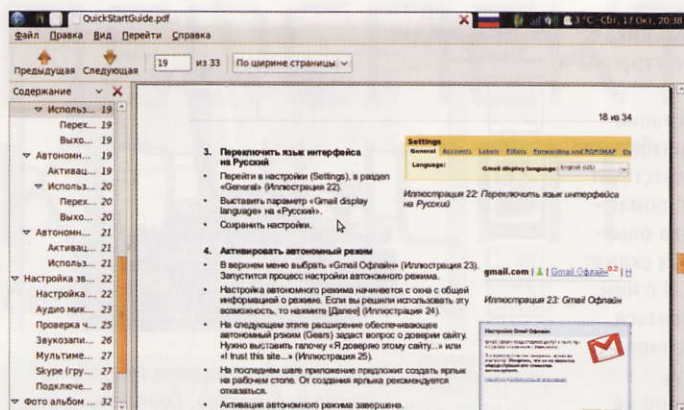 QuickStartGuide.pdf
3°C Сбт, 17 Окт, 20:38
Файл Правка Вид Перейти Справка
Предыдущая Следующая 19 из 33 По ширине страницы
Содержание
Использ... 19
Перех... 19
Выхо... 19
Автономн... 19
Активац... 19
Использ... 20
Перех... 20
Выхо... 20
Автономн... 21
Активац... 21
Использ... 21
Настройка зв... 22
Настройка ... 22
Аудио мик... 23
Проверка ч... 25
Звукозапи... 26
Мультиме... 27
Skype (гру... 27
Подключе... 28
Фото альбом ... 32
18 из 34
3. Переключить язык интерфейса
на Русский
• Перейти в настройки (Settings), в раздел
«General» (Иллюстрация 22).
• Выставить параметр «Gmail display
language» на «Русский».
• Сохранить настройки.
Settings
General Accounts Labels Filters Forwarding and POP/IMAP
Language: Gmail display language: English (US)
Иллюстрация 22: Переключить язык интерфейса
на Русский
4. Активировать автономный режим
• В верхнем меню выбрать «Gmail Офлайн» (Иллюстрация 23).
Запустится процесс настройки автономного режима.
• Настройка автономного режима начинается с окна с общей
информацией о режиме. Если вы решили использовать эту
возможность, то нажмите [Далее] (Иллюстрация 24).
• На следующем этапе расширение обеспечивающее
автономный режим (Gears) задаст вопрос о доверии сайту.
Нужно выставить галочку «Я доверяю этому сайту...» или
«I trust this site...» (Иллюстрация 25).
• На последнем шаге приложение предложит создать ярлык
на рабочем столе. От создания ярлыка рекомендуется
отказаться.
• Активация автономного режима завершена.
gmail.com | Gmail Офлайн 0.2 | Н
Иллюстрация 23: Gmail Офлайн
Настройка Gmail Офлайн